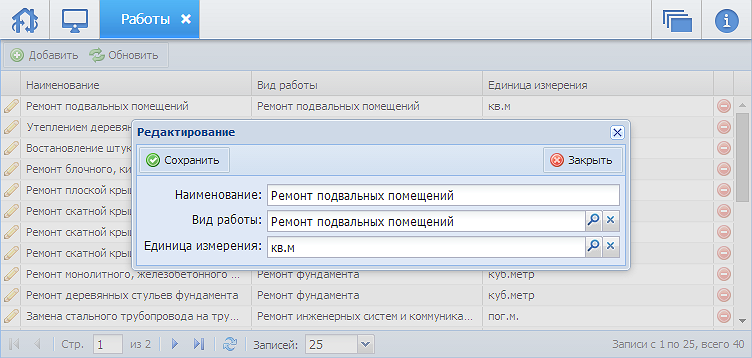 Работы
i
Добавить Обновить
Наименование Вид работы Единица измерения
Ремонт подвальных помещений Ремонт подвальных помещений кв.м
Утеплением деревян
Востановление штук
Ремонт блочного, ки
Ремонт плоской крыш
Ремонт скатной крыш
Ремонт скатной крыш
Ремонт скатной крыш
Редактирование
Сохранить Закрыть
Наименование: Ремонт подвальных помещений
Вид работы: Ремонт подвальных помещений
Единица измерения: кв.м
Ремонт монолитного, железобетонного ... Ремонт фундамента куб.метр
Ремонт деревянных стульев фундамента Ремонт фундамента куб.метр
Замена стального трубопровода на тру... Ремонт инженерных систем и коммуника... пог.м.
Стр. 1 из 2 Записей: 25 Записи с 1 по 25, всего 40